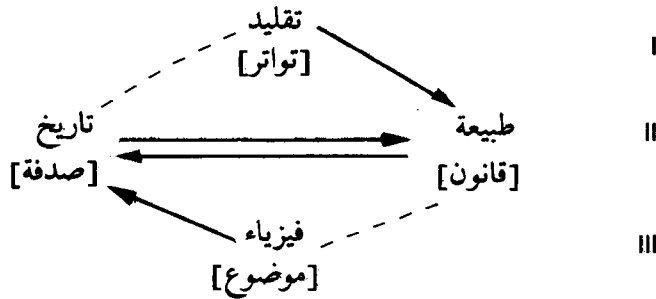 تقليد
[تواتر]
I
تاريخ
[صدفة]
طبيعة
[قانون]
II
فيزياء
[موضوع]
III